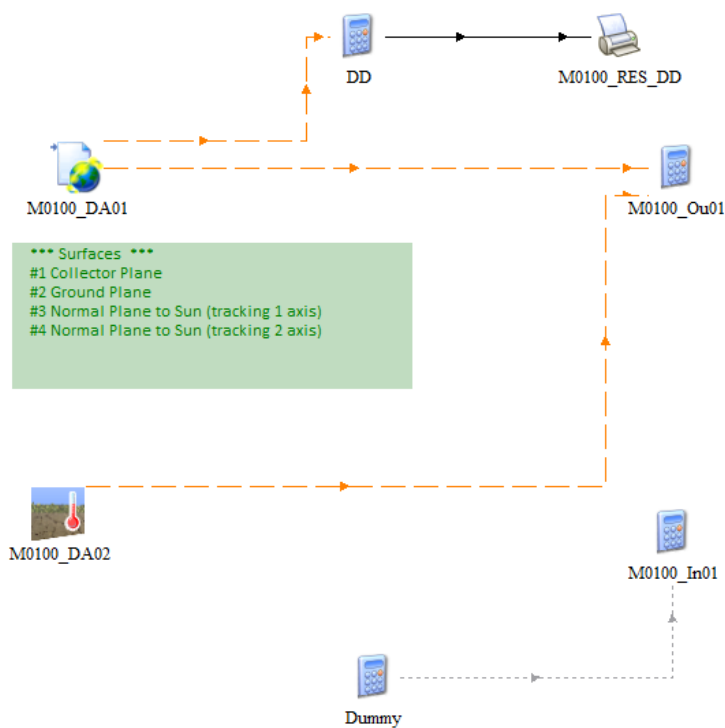 DD
M0100_RES_DD
M0100_DA01
M0100_Ou01
*** Surfaces ***
#1 Collector Plane
#2 Ground Plane
#3 Normal Plane to Sun (tracking 1 axis)
#4 Normal Plane to Sun (tracking 2 axis)
M0100_DA02
M0100_In01
Dummy